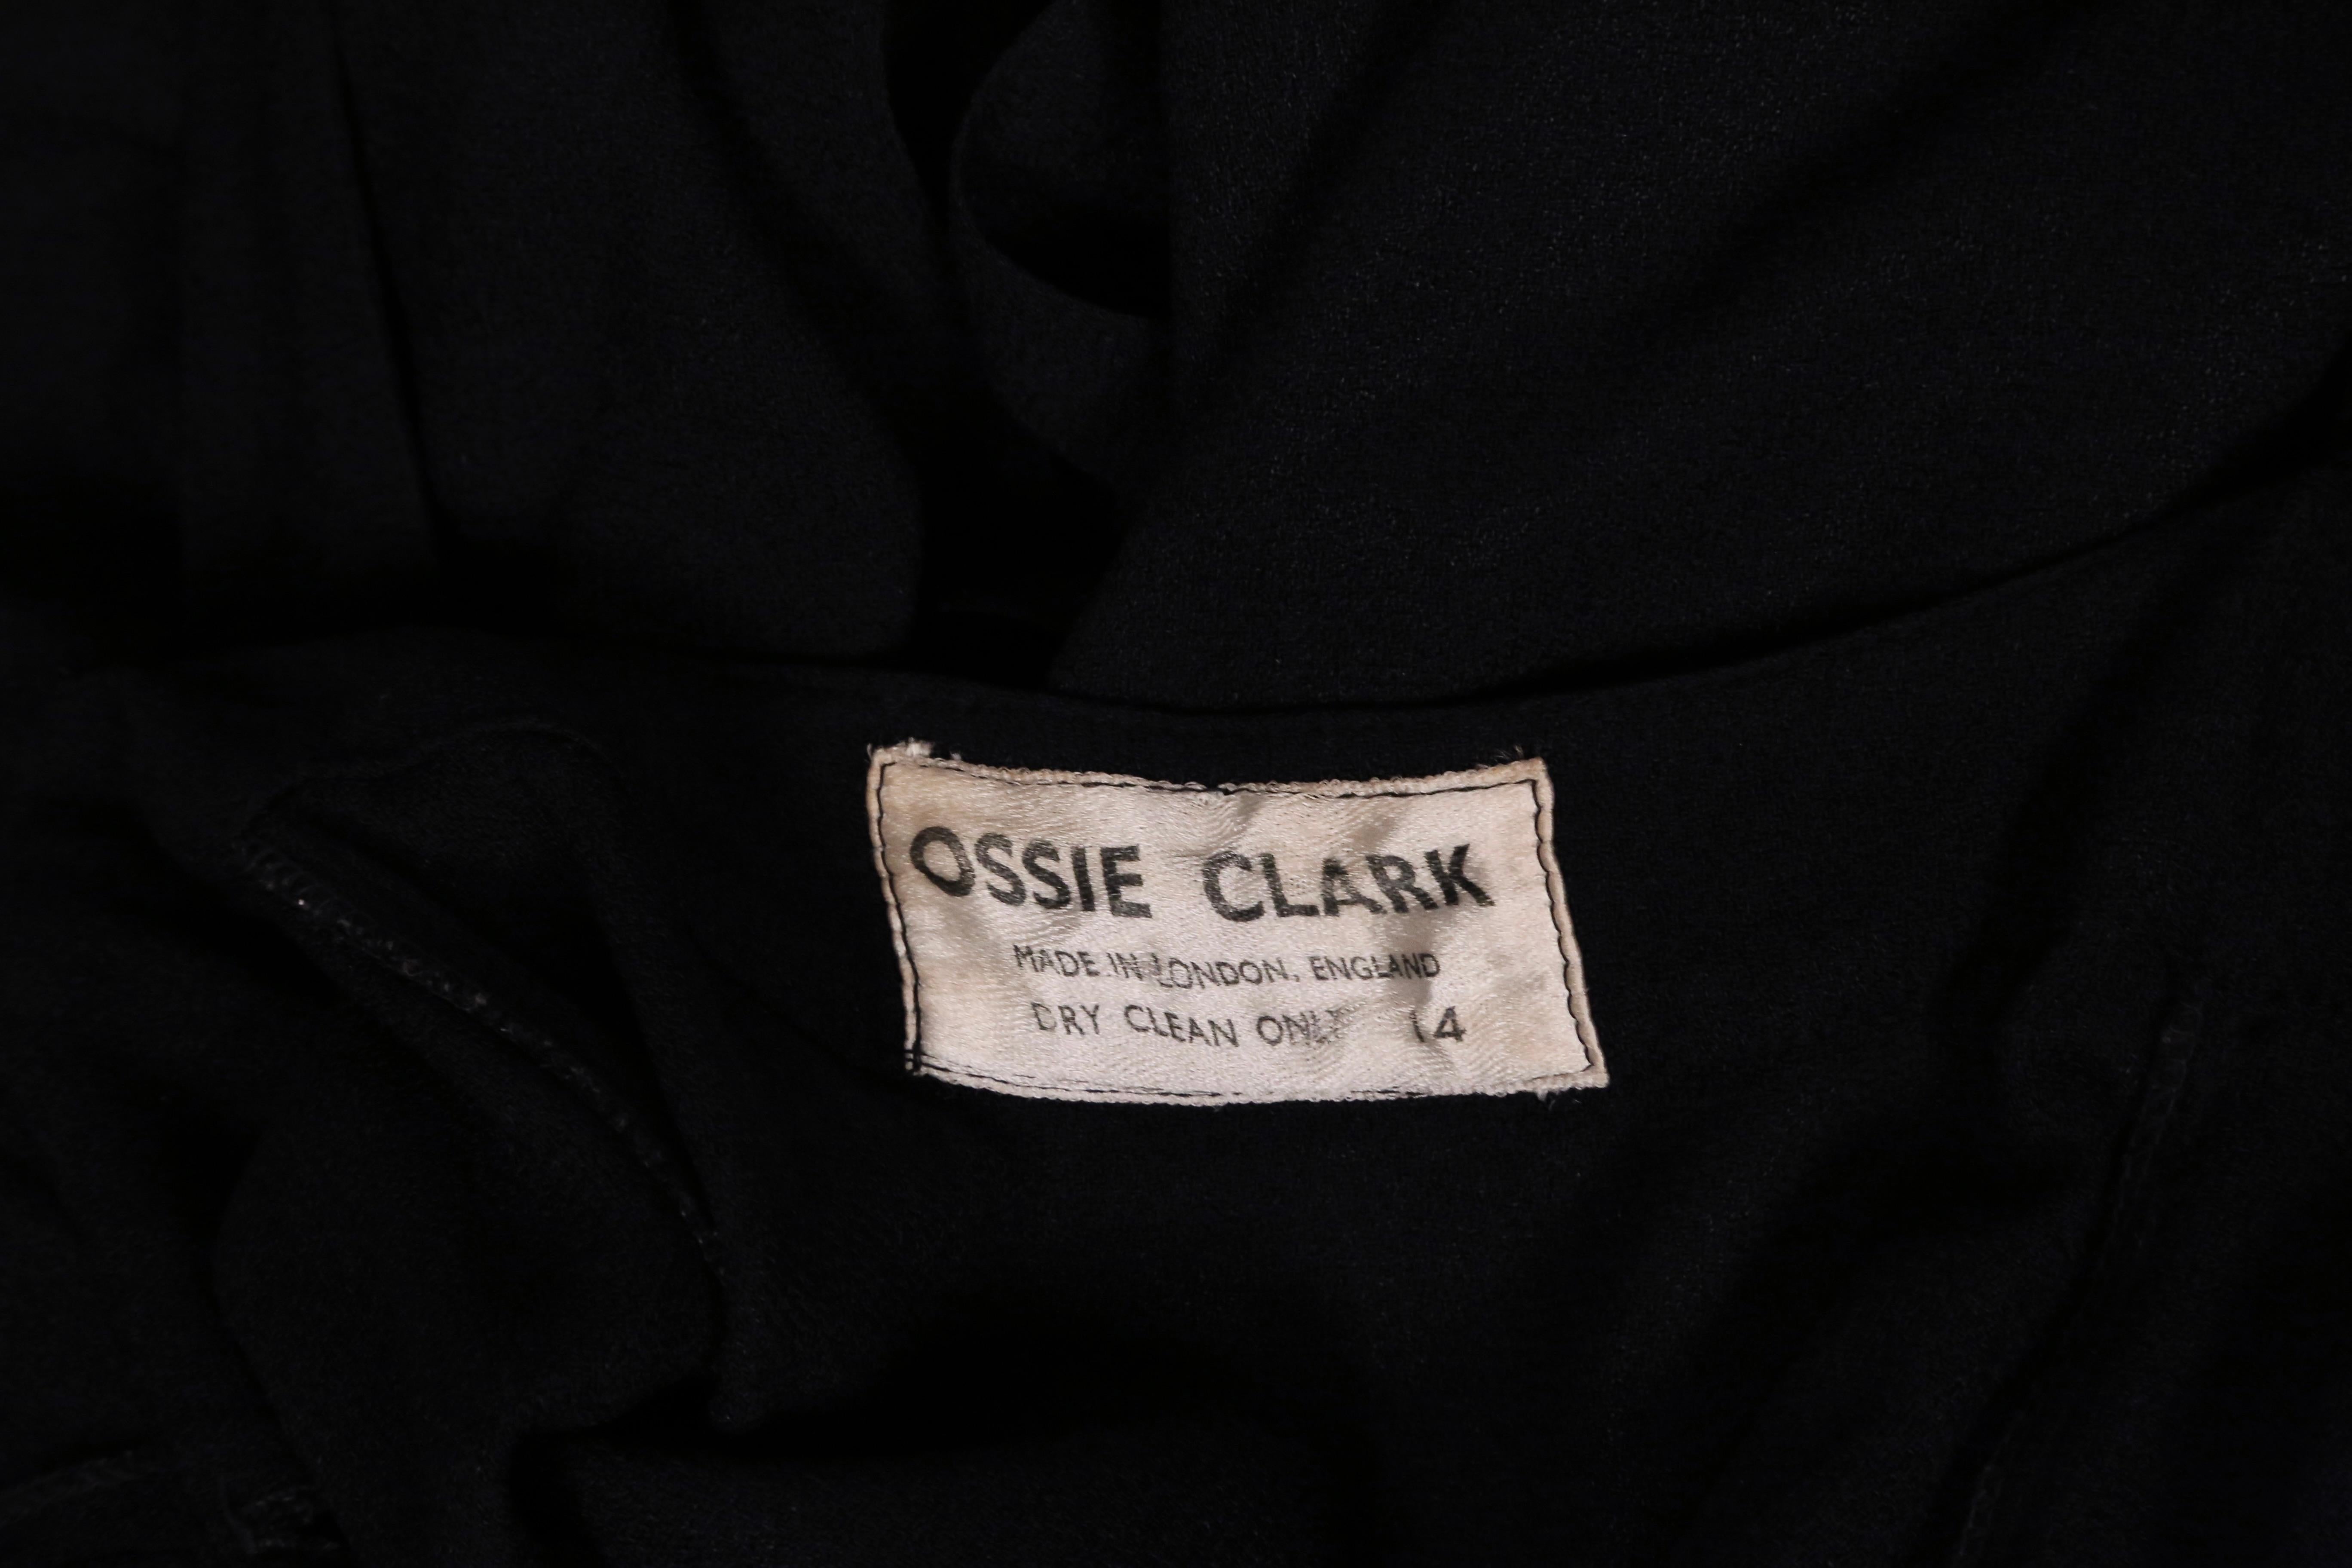 OSSIE CLARK
MADE IN LONDON, ENGLAND
DRY CLEAN ONLY 14